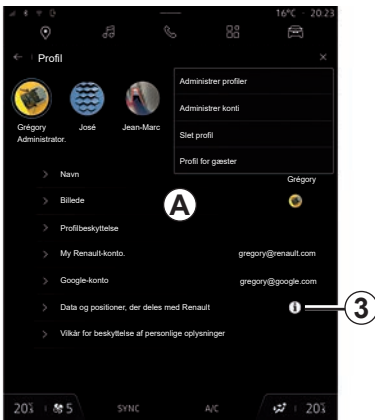 16°C 20:23
Profil
Administrer profiler
Administrer konti
Slet profil
Profil for gæster
Grégory
Administrator.
José
Jean-Marc
Navn
Grégory
Billede
A
Profilbeskyttelse
My Renault-konto.
gregory@renault.com
Google-konto
gregory@google.com
Data og positioner, der deles med Renault
3
Vilkår for beskyttelse af personlige oplysninger
5 SYNC A/C